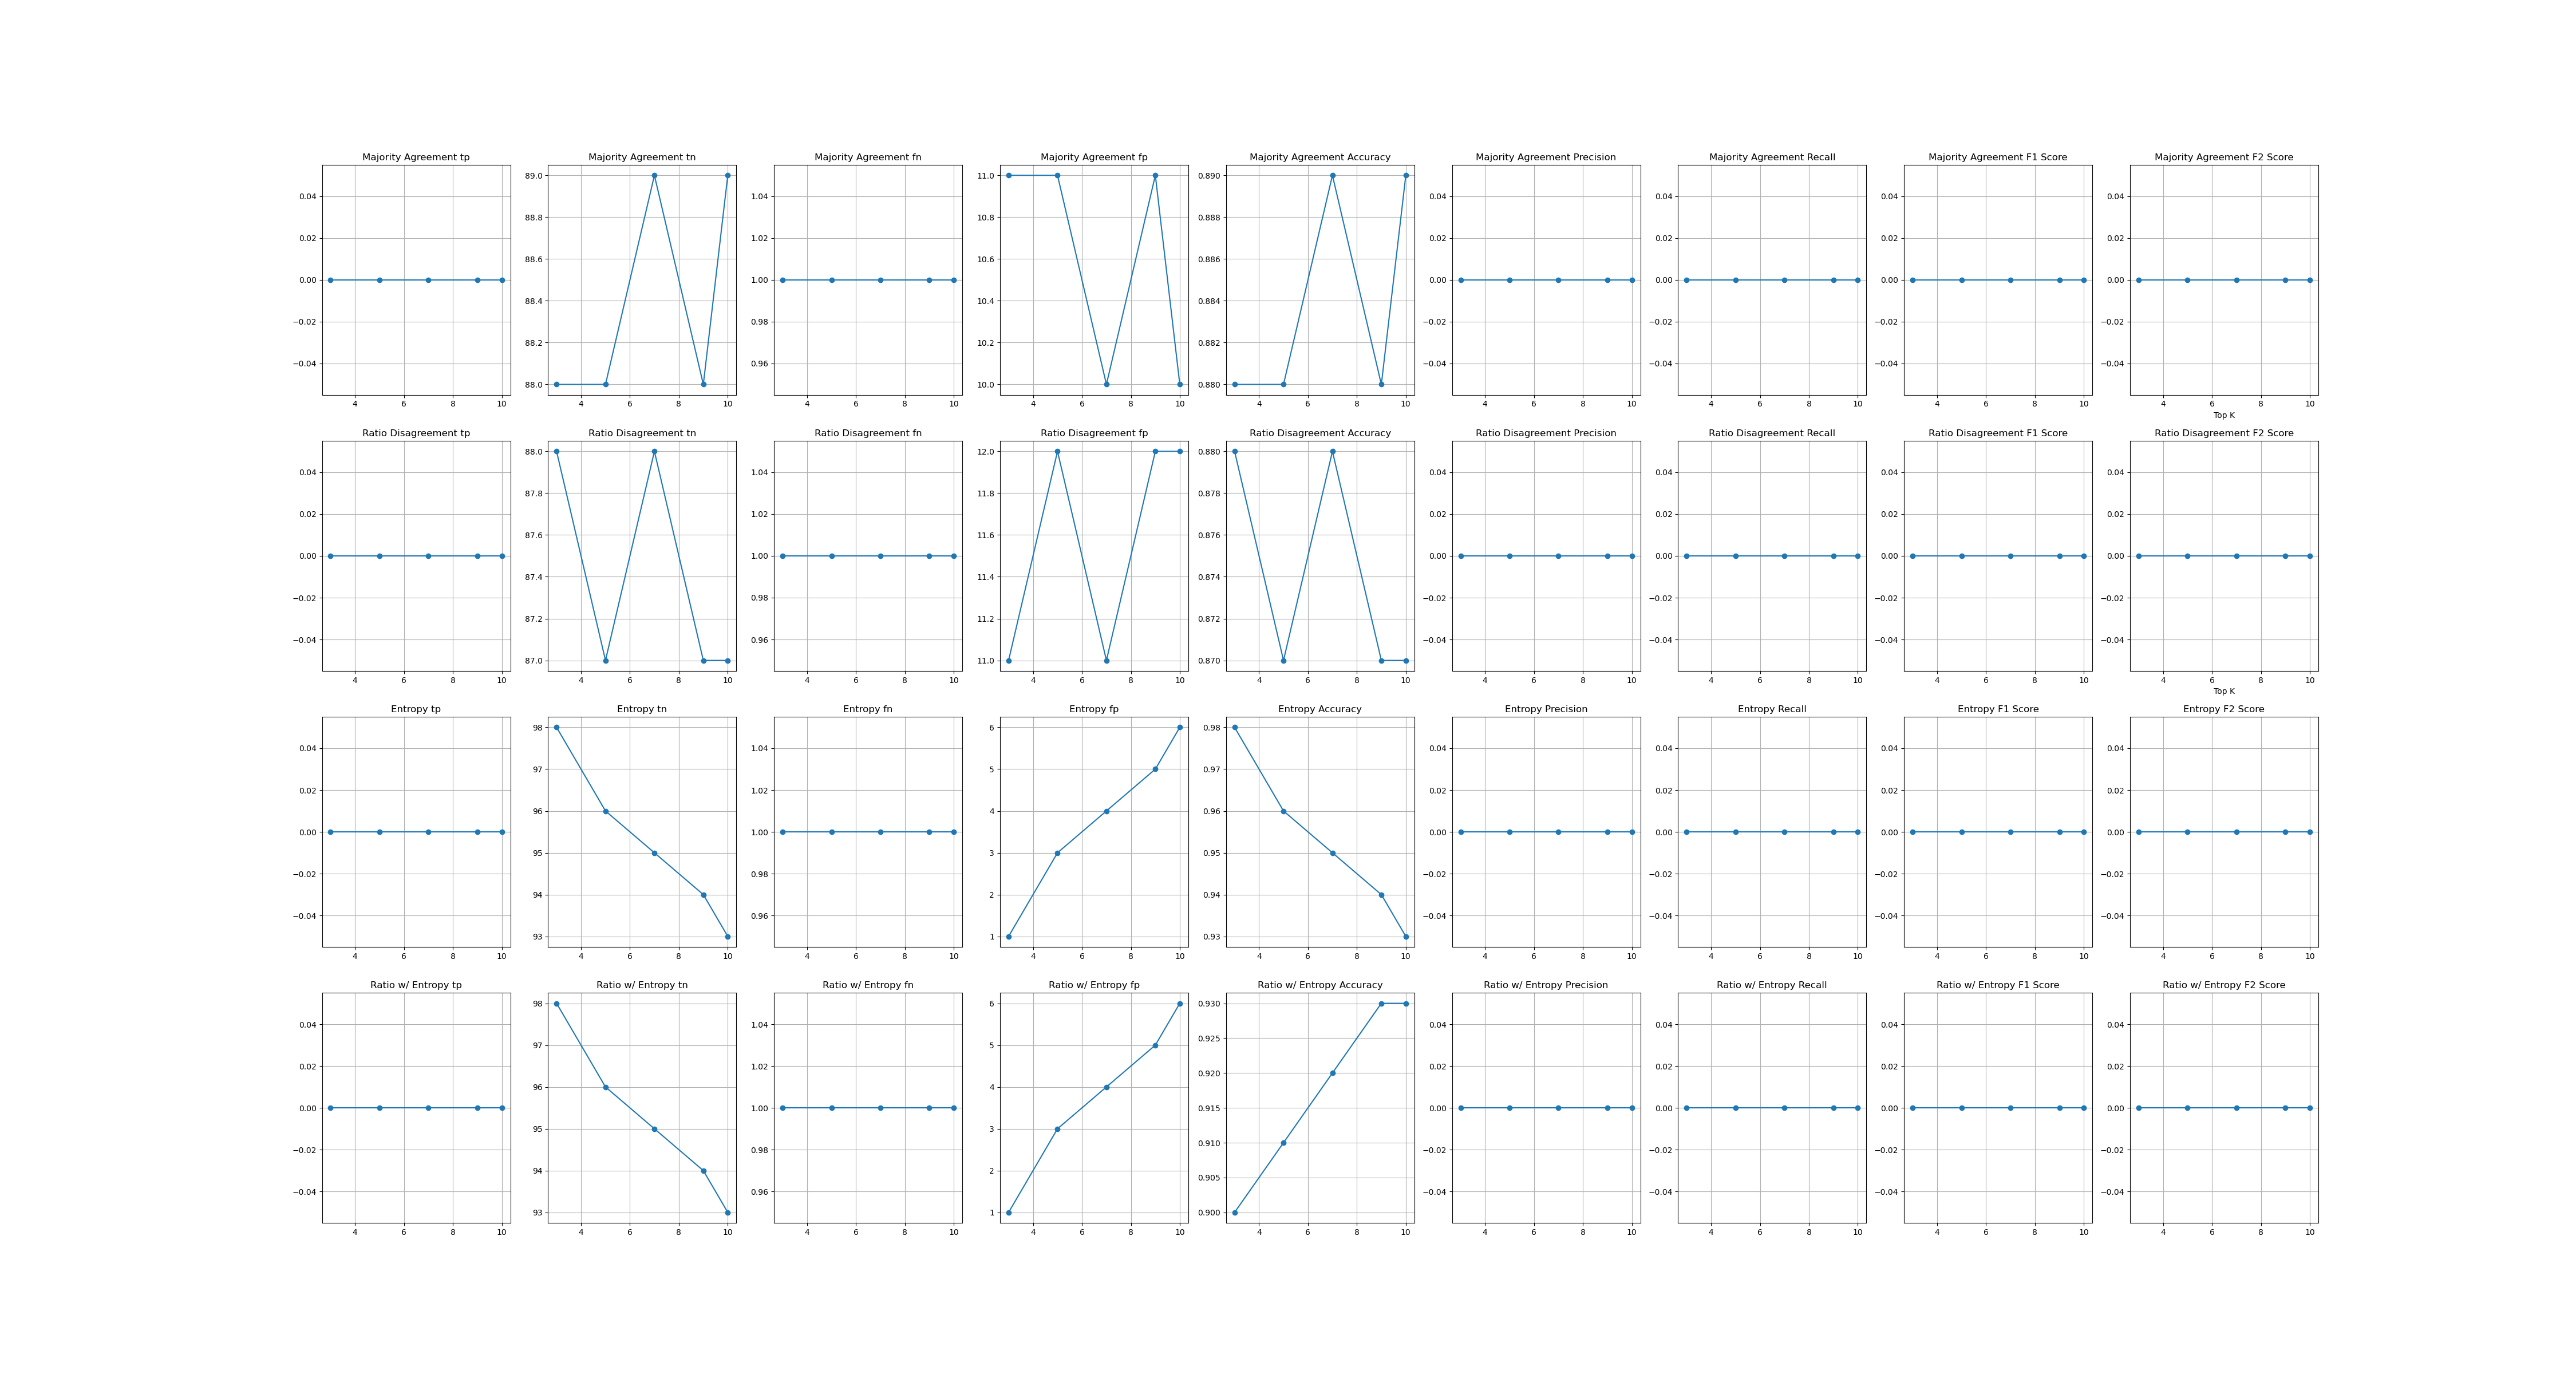 Majority Agreement tp Majority Agreement tn Majority Agreement fn Majority Agreement fp Majority Agreement Accuracy Majority Agreement Precision Majority Agreement Recall Majority Agreement F1 Score Majority Agreement F2 Score
89.0 11.0 0.890
0.04 1.04 0.04 0.04 0.04 0.04
88.8 10.8 0.888
0.02 1.02 0.02 0.02 0.02 0.02
88.6 10.6 0.886
0.00 1.00 0.00 0.00 0.00 0.00
88.4 10.4 0.884
−0.02 0.98 −0.02 −0.02 −0.02 −0.02
88.2 10.2 0.882
−0.04 0.96 −0.04 −0.04 −0.04 −0.04
88.0 10.0 0.880
4 6 8 10 4 6 8 10 4 6 8 10 4 6 8 10 4 6 8 10 4 6 8 10 4 6 8 10 4 6 8 10 4 6 8 10
Top K
Ratio Disagreement tp Ratio Disagreement tn Ratio Disagreement fn Ratio Disagreement fp Ratio Disagreement Accuracy Ratio Disagreement Precision Ratio Disagreement Recall Ratio Disagreement F1 Score Ratio Disagreement F2 Score
88.0 12.0 0.880
0.04 1.04 0.04 0.04 0.04 0.04
87.8 11.8 0.878
0.02 1.02 0.02 0.02 0.02 0.02
87.6 11.6 0.876
0.00 1.00 0.00 0.00 0.00 0.00
87.4 11.4 0.874
−0.02 0.98 −0.02 −0.02 −0.02 −0.02
87.2 11.2 0.872
−0.04 0.96 −0.04 −0.04 −0.04 −0.04
87.0 11.0 0.870
4 6 8 10 4 6 8 10 4 6 8 10 4 6 8 10 4 6 8 10 4 6 8 10 4 6 8 10 4 6 8 10 4 6 8 10
Top K
Entropy tp Entropy tn Entropy fn Entropy fp Entropy Accuracy Entropy Precision Entropy Recall Entropy F1 Score Entropy F2 Score
98 6 0.98
0.04 1.04 0.04 0.04 0.04 0.04
97 5 0.97
0.02 1.02 0.02 0.02 0.02 0.02
96 4 0.96
0.00 1.00 0.00 0.00 0.00 0.00
95 3 0.95
−0.02 0.98 −0.02 −0.02 −0.02 −0.02
94 2 0.94
−0.04 0.96 −0.04 −0.04 −0.04 −0.04
93 1 0.93
4 6 8 10 4 6 8 10 4 6 8 10 4 6 8 10 4 6 8 10 4 6 8 10 4 6 8 10 4 6 8 10 4 6 8 10
Ratio w/ Entropy tp Ratio w/ Entropy tn Ratio w/ Entropy fn Ratio w/ Entropy fp Ratio w/ Entropy Accuracy Ratio w/ Entropy Precision Ratio w/ Entropy Recall Ratio w/ Entropy F1 Score Ratio w/ Entropy F2 Score
98 6 0.930
0.04 1.04 0.04 0.04 0.04 0.04
97 5 0.925
0.02 1.02 0.02 0.02 0.02 0.02
0.920
96 4
0.00 1.00 0.915 0.00 0.00 0.00 0.00
95 3
0.910
−0.02 0.98 −0.02 −0.02 −0.02 −0.02
94 2 0.905
−0.04 0.96 −0.04 −0.04 −0.04 −0.04
93 1 0.900
4 6 8 10 4 6 8 10 4 6 8 10 4 6 8 10 4 6 8 10 4 6 8 10 4 6 8 10 4 6 8 10 4 6 8 10